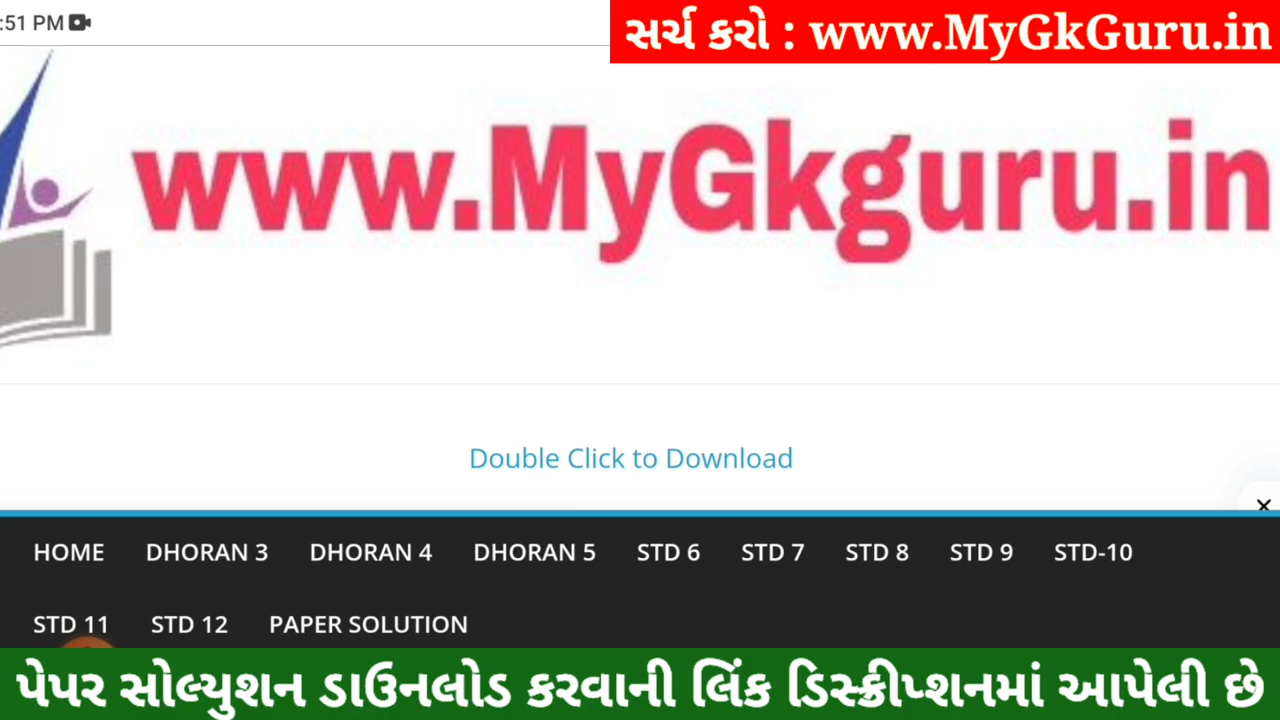 :51 PM
સર્ચ કરો : www.MyGkGuru.in
www.MyGkguru.in
Double Click to Download
HOME DHORAN 3 DHORAN 4 DHORAN 5 STD 6 STD 7 STD 8 STD 9 STD-10
STD 11 STD 12 PAPER SOLUTION
પેપર સોલ્યુશન ડાઉનલોડ કરવાની લિંક ડિસ્ક્રીપ્શનમાં આપેલી છે